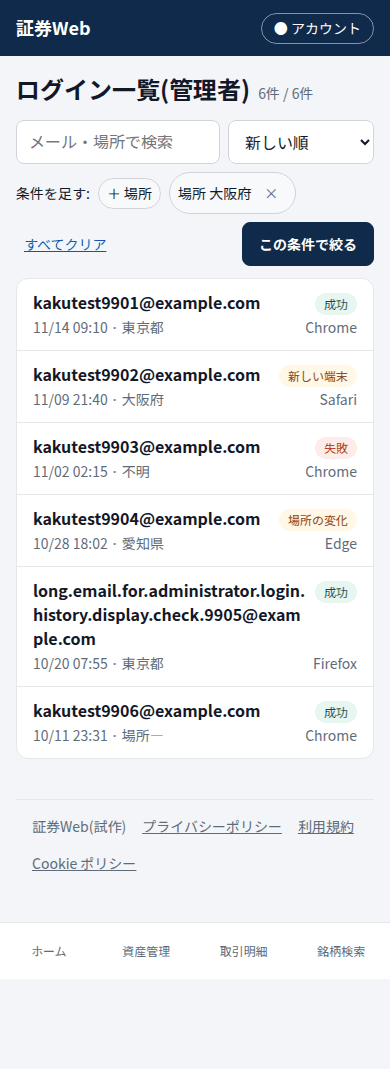 証券Web
アカウント
ログイン一覧(管理者) 6件 / 6件
メール・場所で検索
新しい順
条件を足す: ＋ 場所 場所 大阪府 ×
すべてクリア
この条件で絞る
kakutest9901@example.com 成功
11/14 09:10 · 東京都 Chrome
kakutest9902@example.com 新しい端末
11/09 21:40 · 大阪府 Safari
kakutest9903@example.com 失敗
11/02 02:15 · 不明 Chrome
kakutest9904@example.com 場所の変化
10/28 18:02 · 愛知県 Edge
long.email.for.administrator.login. 成功
history.display.check.9905@exam
ple.com
10/20 07:55 · 東京都 Firefox
kakutest9906@example.com 成功
10/11 23:31 · 場所— Chrome
証券Web(試作) プライバシーポリシー 利用規約
Cookie ポリシー
ホーム 資産管理 取引明細 銘柄検索